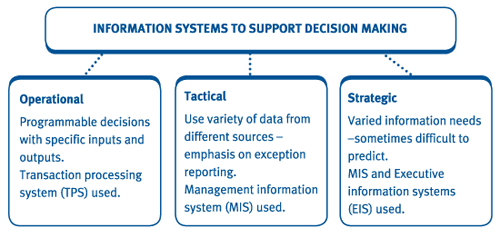 INFORMATION SYSTEMS TO SUPPORT DECISION MAKING
Operational
Programmable decisions
with specific inputs and
outputs.
Transaction processing
system (TPS) used.
Tactical
Use variety of data from
different sources –
emphasis on exception
reporting.
Management information
system (MIS) used.
Strategic
Varied information needs
–sometimes difficult to
predict.
MIS and Executive
information systems
(EIS) used.